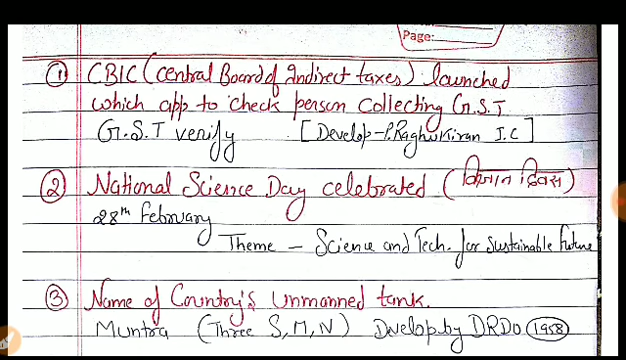 Page:
① CBIC (Central Board of Indirect taxes) launched
which app to check person collecting G.S.T
G.S.T verify [Develop-P.Raghu Kiran I.C]
② National Science Day celebrated (विज्ञान दिवस)
28th February
Theme - Science and Tech. for Sustainable Future
③ Name of Country's unmanned tank.
Muntra (Three S, M, N) Develop by DRDO (1958)